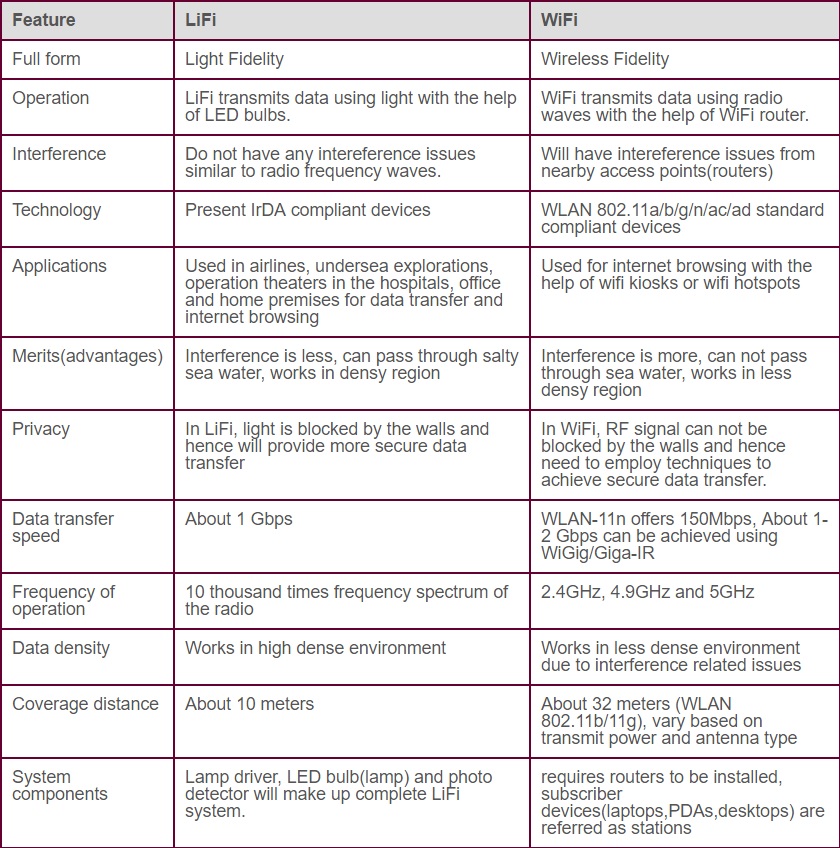 Feature LiFi WiFi
Full form Light Fidelity Wireless Fidelity
Operation LiFi transmits data using light with the help WiFi transmits data using radio
of LED bulbs. waves with the help of WiFi router.
Interference Do not have any intereference issues Will have intereference issues from
similar to radio frequency waves. nearby access points(routers)
Technology Present IrDA compliant devices WLAN 802.11a/b/g/n/ac/ad standard
compliant devices
Applications Used in airlines, undersea explorations, Used for internet browsing with the
operation theaters in the hospitals, office help of wifi kiosks or wifi hotspots
and home premises for data transfer and
internet browsing
Merits(advantages) Interference is less, can pass through salty Interference is more, can not pass
sea water, works in densy region through sea water, works in less
densy region
Privacy In LiFi, light is blocked by the walls and In WiFi, RF signal can not be
hence will provide more secure data blocked by the walls and hence
transfer need to employ techniques to
achieve secure data transfer.
Data transfer About 1 Gbps WLAN-11n offers 150Mbps, About 1-
speed 2 Gbps can be achieved using
WiGig/Giga-IR
Frequency of 10 thousand times frequency spectrum of 2.4GHz, 4.9GHz and 5GHz
operation the radio
Data density Works in high dense environment Works in less dense environment
due to interference related issues
Coverage distance About 10 meters About 32 meters (WLAN
802.11b/11g), vary based on
transmit power and antenna type
System Lamp driver, LED bulb(lamp) and photo requires routers to be installed,
components detector will make up complete LiFi subscriber
system. devices(laptops,PDAs,desktops) are
referred as stations